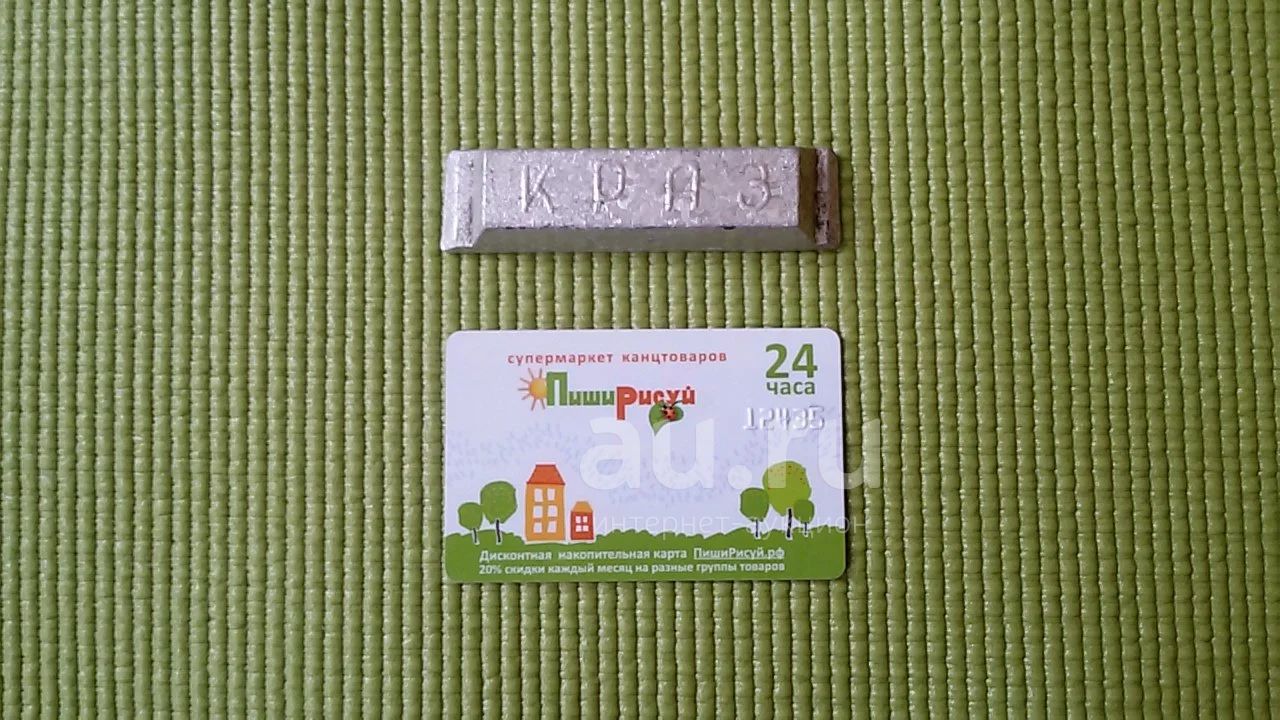 КРАЗ
супермаркет канцтоваров
ПишиРисуй
24
часа
12435
au.ru
интернет-аукцион
Дисконтная накопительная карта ПишиРисуй.рф
20% скидки каждый месяц на разные группы товаров